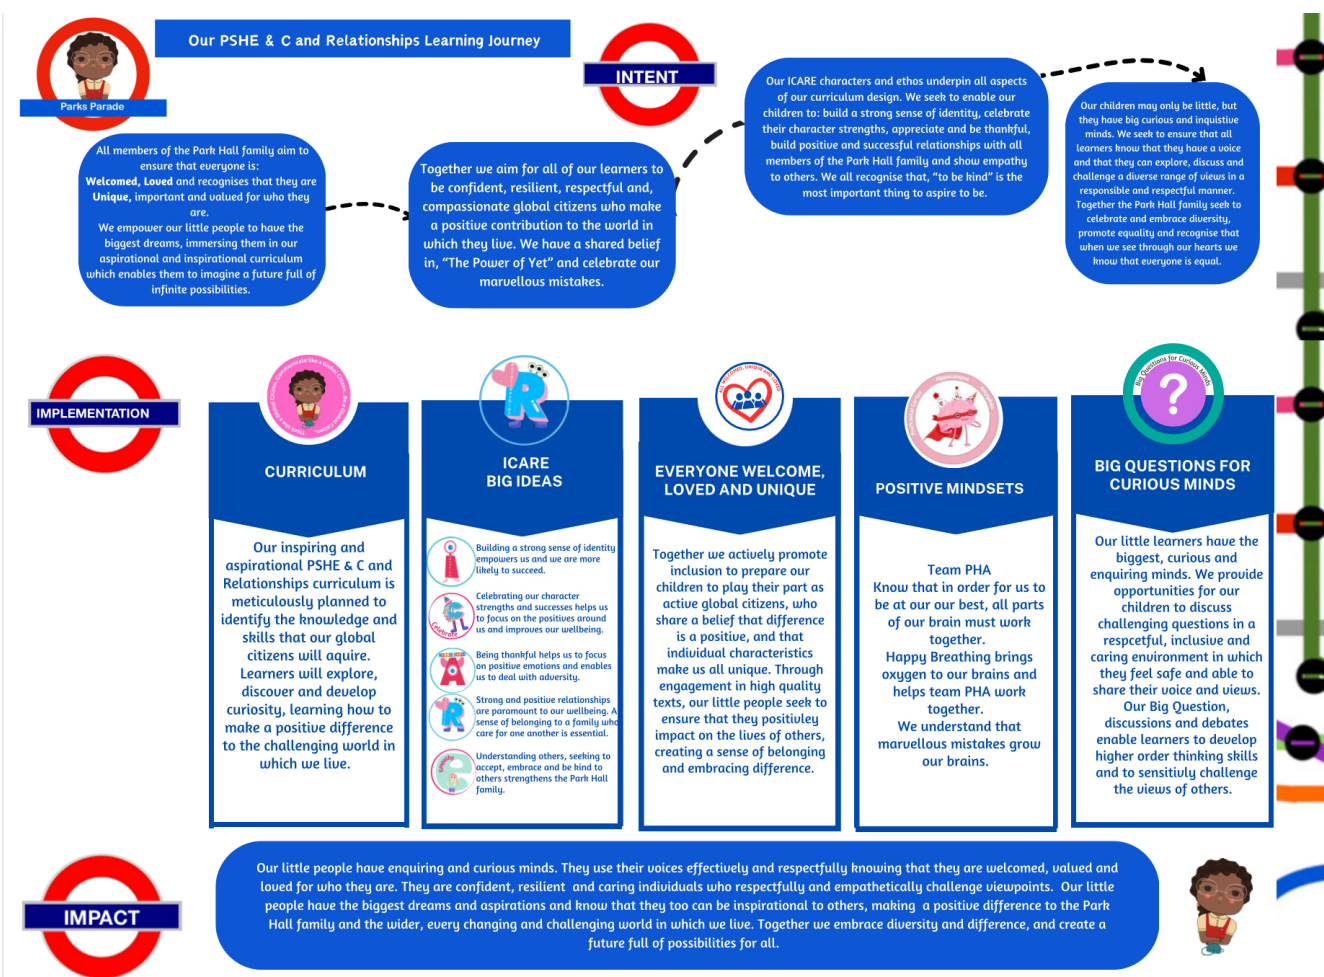 Our PSHE & C and Relationships Learning Journey
Parks Parade
INTENT
All members of the Park Hall family aim to
ensure that everyone is:
Welcomed, Loved and recognises that they are
Unique, important and valued for who they
are.
We empower our little people to have the
biggest dreams, immersing them in our
aspirational and inspirational curriculum
which enables them to imagine a future full of
infinite possibilities.
Together we aim for all of our learners to
be confident, resilient, respectful and,
compassionate global citizens who make
a positive contribution to the world in
which they live. We have a shared belief
in, “The Power of Yet” and celebrate our
marvellous mistakes.
Our ICARE characters and ethos underpin all aspects
of our curriculum design. We seek to enable our
children to: build a strong sense of identity, celebrate
their character strengths, appreciate and be thankful,
build positive and successful relationships with all
members of the Park Hall family and show empathy
to others. We all recognise that, “to be kind” is the
most important thing to aspire to be.
Our children may only be little, but
they have big curious and inquistive
minds. We seek to ensure that all
learners know that they have a voice
and that they can explore, discuss and
challenge a diverse range of views in a
responsible and respectful manner.
Together the Park Hall family seek to
celebrate and embrace diversity,
promote equality and recognise that
when we see through our hearts we
know that everyone is equal.
IMPLEMENTATION
Think like a Global Citizen, Communicate like a Global Citizen, Be a Global Citizen
CURRICULUM
Our inspiring and
aspirational PSHE & C and
Relationships curriculum is
meticulously planned to
identify the knowledge and
skills that our global
citizens will aquire.
Learners will explore,
discover and develop
curiosity, learning how to
make a positive difference
to the challenging world in
which we live.
R
ICARE
BIG IDEAS
I
Building a strong sense of identity
empowers us and we are more
likely to succeed.
C
Celebrate
Celebrating our character
strengths and successes helps us
to focus on the positives around
us and improves our wellbeing.
A
Being thankful helps us to focus
on positive emotions and enables
us to deal with adversity.
R
Strong and positive relationships
are paramount to our wellbeing. A
sense of belonging to a family who
care for one another is essential.
Empathy
e
Understanding others, seeking to
accept, embrace and be kind to
others strengthens the Park Hall
family.
ALL WELCOMED, UNIQUE AND LOVED
EVERYONE WELCOME,
LOVED AND UNIQUE
Together we actively promote
inclusion to prepare our
children to play their part as
active global citizens, who
share a belief that difference
is a positive, and that
individual characteristics
make us all unique. Through
engagement in high quality
texts, our little people seek to
ensure that they positivley
impact on the lives of others,
creating a sense of belonging
and embracing difference.
POSITIVE MINDSETS
Team PHA
Know that in order for us to
be at our our best, all parts
of our brain must work
together.
Happy Breathing brings
oxygen to our brains and
helps team PHA work
together.
We understand that
marvellous mistakes grow
our brains.
Big Questions for Curious Minds
?
BIG QUESTIONS FOR
CURIOUS MINDS
Our little learners have the
biggest, curious and
enquiring minds. We provide
opportunities for our
children to discuss
challenging questions in a
respcetful, inclusive and
caring environment in which
they feel safe and able to
share their voice and views.
Our Big Question,
discussions and debates
enable learners to develop
higher order thinking skills
and to sensitivly challenge
the views of others.
IMPACT
Our little people have enquiring and curious minds. They use their voices effectively and respectfully knowing that they are welcomed, valued and
loved for who they are. They are confident, resilient and caring individuals who respectfully and empathetically challenge viewpoints. Our little
people have the biggest dreams and aspirations and know that they too can be inspirational to others, making a positive difference to the Park
Hall family and the wider, every changing and challenging world in which we live. Together we embrace diversity and difference, and create a
future full of possibilities for all.